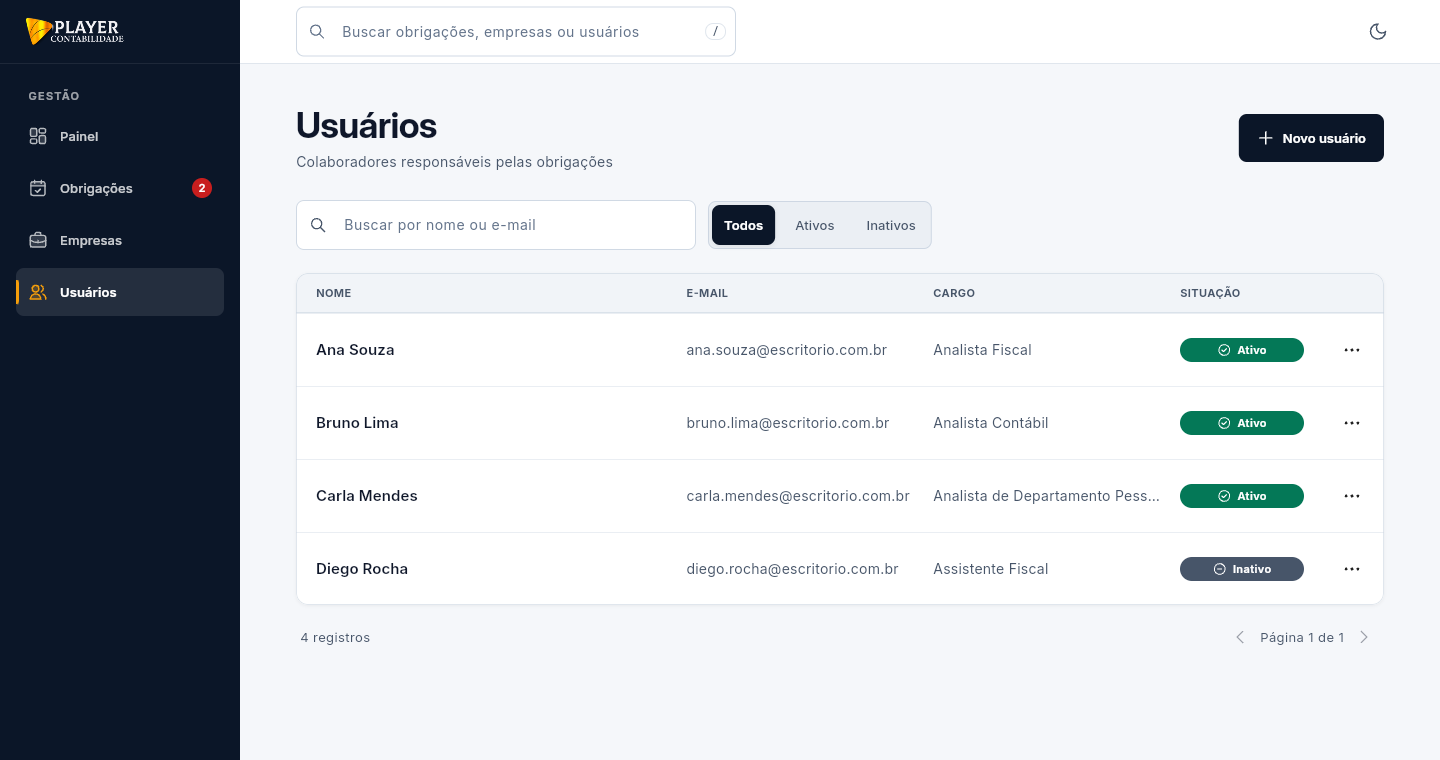 PLAYER
CONTABILIDADE
Buscar obrigações, empresas ou usuários
/
GESTÃO
Painel
Obrigações 2
Empresas
Usuários
Usuários
Colaboradores responsáveis pelas obrigações
Novo usuário
Buscar por nome ou e-mail
Todos Ativos Inativos
NOME E-MAIL CARGO SITUAÇÃO
Ana Souza ana.souza@escritorio.com.br Analista Fiscal Ativo
Bruno Lima bruno.lima@escritorio.com.br Analista Contábil Ativo
Carla Mendes carla.mendes@escritorio.com.br Analista de Departamento Pess... Ativo
Diego Rocha diego.rocha@escritorio.com.br Assistente Fiscal Inativo
4 registros
Página 1 de 1